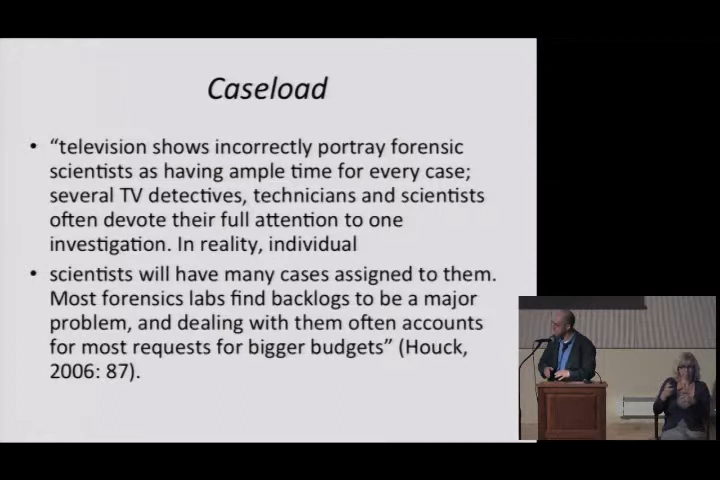 Caseload
• “television shows incorrectly portray forensic
scientists as having ample time for every case;
several TV detectives, technicians and scientists
often devote their full attention to one
investigation. In reality, individual
• scientists will have many cases assigned to them.
Most forensics labs find backlogs to be a major
problem, and dealing with them often accounts
for most requests for bigger budgets” (Houck,
2006: 87).